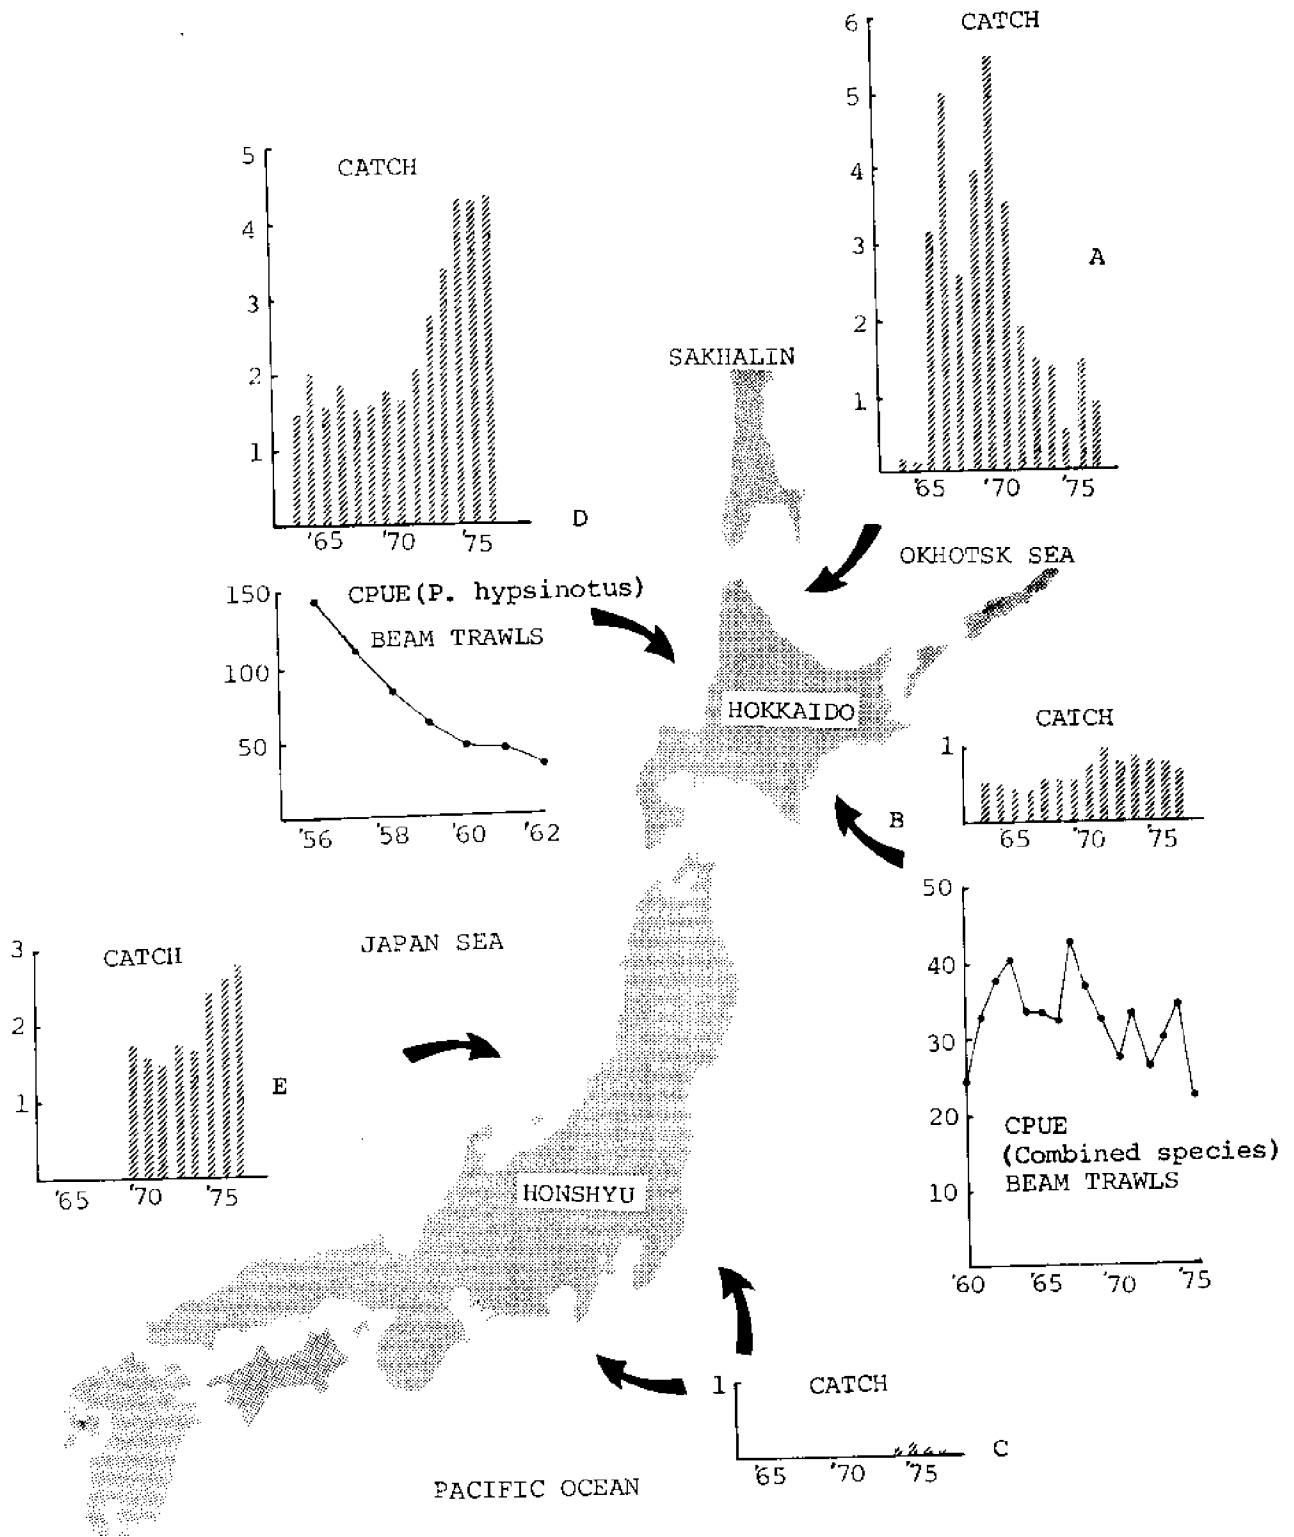 CATCH
6
5
4
3
2
1
A
'65 '70 '75
CATCH
5
4
3
2
1
D
'65 '70 '75
SAKHALIN
OKHOTSK SEA
CPUE(P. hypsinotus)
BEAM TRAWLS
150
100
50
'56 '58 '60 '62
HOKKAIDO
CATCH
1
B
'65 '70 '75
50
40
30
20
10
CPUE
(Combined species)
BEAM TRAWLS
'60 '65 '70 '75
JAPAN SEA
CATCH
3
2
1
E
'65 '70 '75
HONSHYU
CATCH
1
C
'65 '70 '75
PACIFIC OCEAN